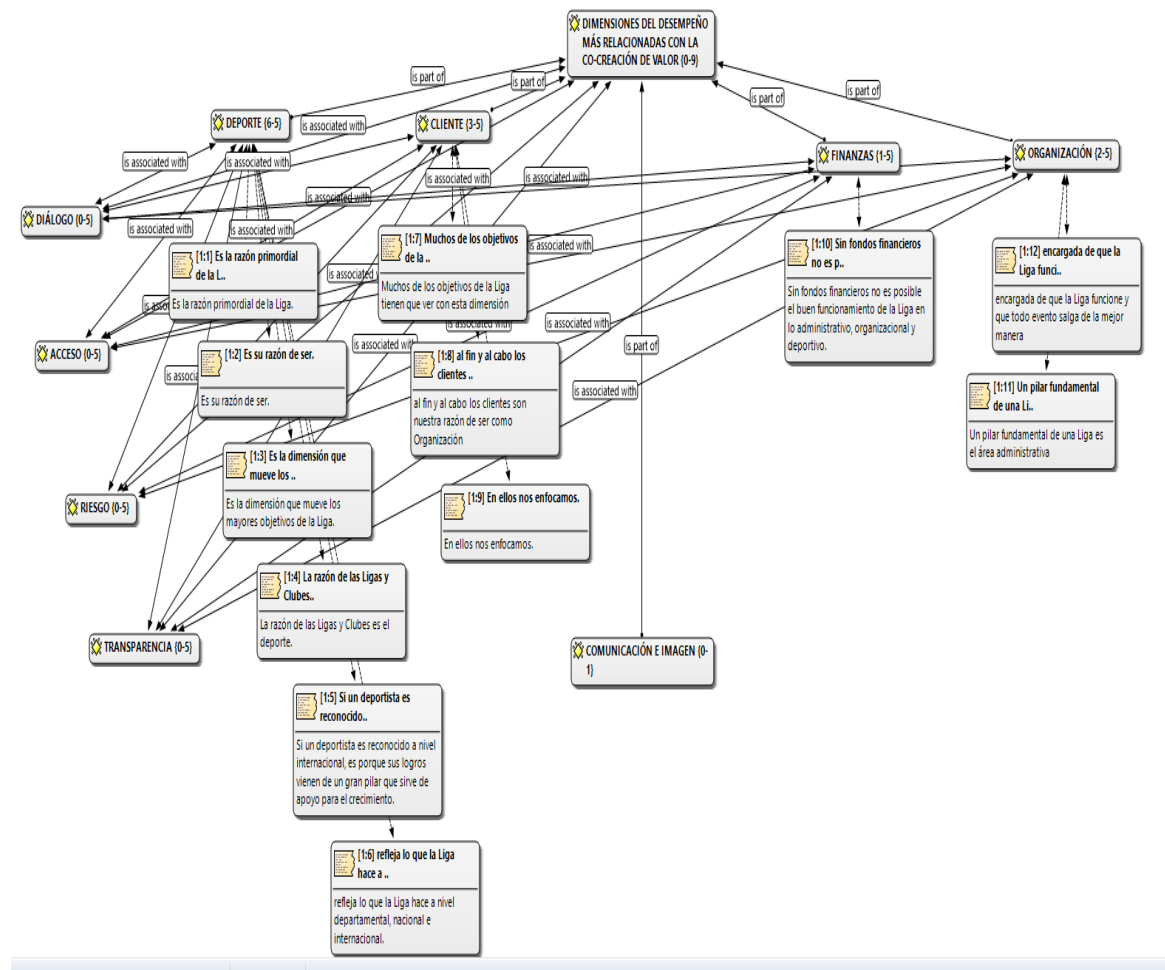 DIMENSIONES DEL DESEMPEÑO
MÁS RELACIONADAS CON LA
CO-CREACIÓN DE VALOR {0-9}
is part of
is part of
is part of
is part of
DEPORTE {6-5}
is associated with
CLIENTE {3-5}
FINANZAS {1-5}
ORGANIZACIÓN {2-5}
is associated with
is associated with
is associated with
is associated with
is associated with
DIÁLOGO {0-5}
is associated with
is associated with
is associated with
[1:1] Es la razón primordial
de la L..
Es la razón primordial de la Liga.
[1:7] Muchos de los objetivos
de la ..
Muchos de los objetivos de la Liga
tienen que ver con esta dimensión
[1:10] Sin fondos financieros
no es p..
Sin fondos financieros no es posible
el buen funcionamiento de la Liga en
lo administrativo, organizacional y
deportivo.
[1:12] encargada de que la
Liga funci..
encargada de que la Liga funcione y
que todo evento salga de la mejor
manera
is associated with
is associated with
is associated with
is associated with
is part of
ACCESO {0-5}
[1:2] Es su razón de ser.
Es su razón de ser.
[1:8] al fin y al cabo los
clientes ..
al fin y al cabo los clientes son
nuestra razón de ser como
Organización
is associated with
[1:11] Un pilar fundamental
de una Li..
Un pilar fundamental de una Liga es
el área administrativa
[1:3] Es la dimensión que
mueve los ..
Es la dimensión que mueve los
mayores objetivos de la Liga.
RIESGO {0-5}
[1:9] En ellos nos enfocamos.
En ellos nos enfocamos.
[1:4] La razón de las Ligas y
Clubes..
La razón de las Ligas y Clubes es el
deporte.
TRANSPARENCIA {0-5}
COMUNICACIÓN E IMAGEN {0-
1}
[1:5] Si un deportista es
reconocido..
Si un deportista es reconocido a nivel
internacional, es porque sus logros
vienen de un gran pilar que sirve de
apoyo para el crecimiento.
[1:6] refleja lo que la Liga
hace a ..
refleja lo que la Liga hace a nivel
departamental, nacional e
internacional.